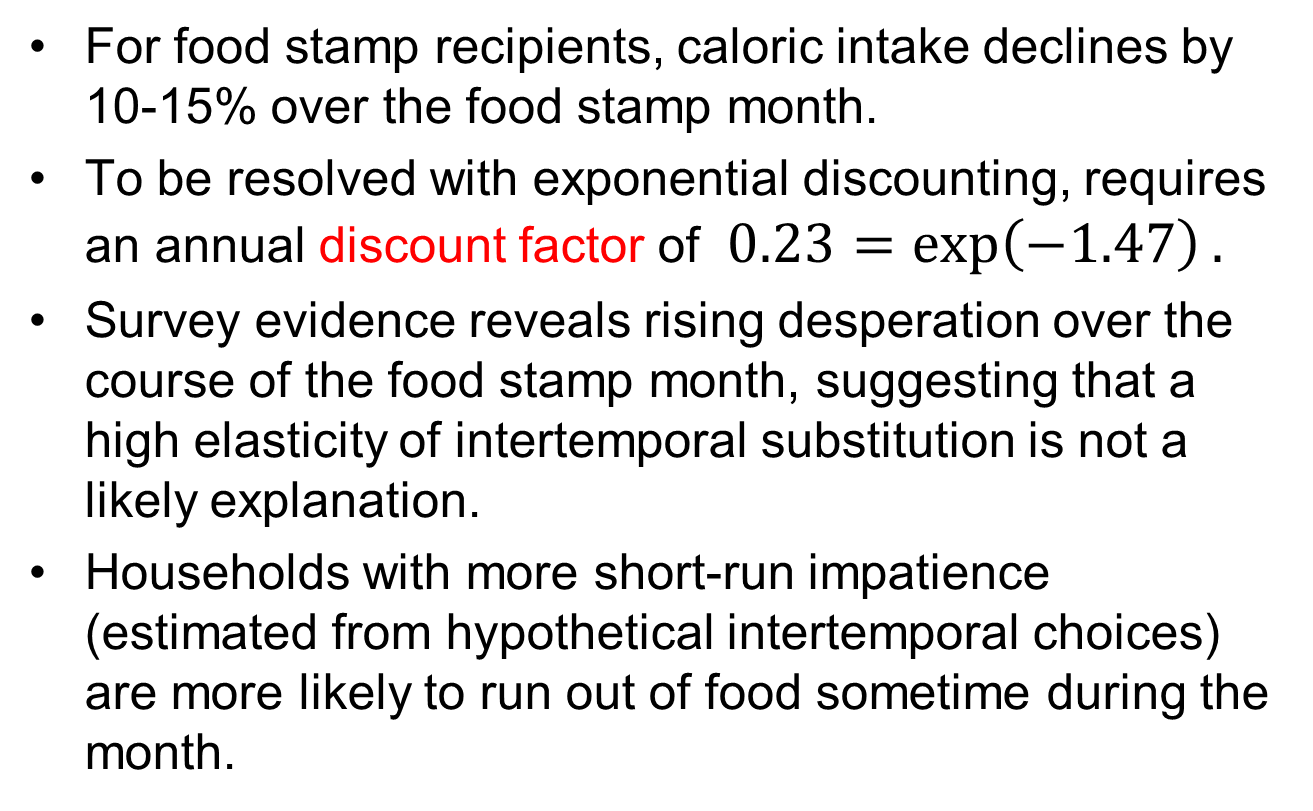 • For food stamp recipients, caloric intake declines by
10-15% over the food stamp month.
• To be resolved with exponential discounting, requires
an annual discount factor of 0.23 = exp(−1.47) .
• Survey evidence reveals rising desperation over the
course of the food stamp month, suggesting that a
high elasticity of intertemporal substitution is not a
likely explanation.
• Households with more short-run impatience
(estimated from hypothetical intertemporal choices)
are more likely to run out of food sometime during the
month.